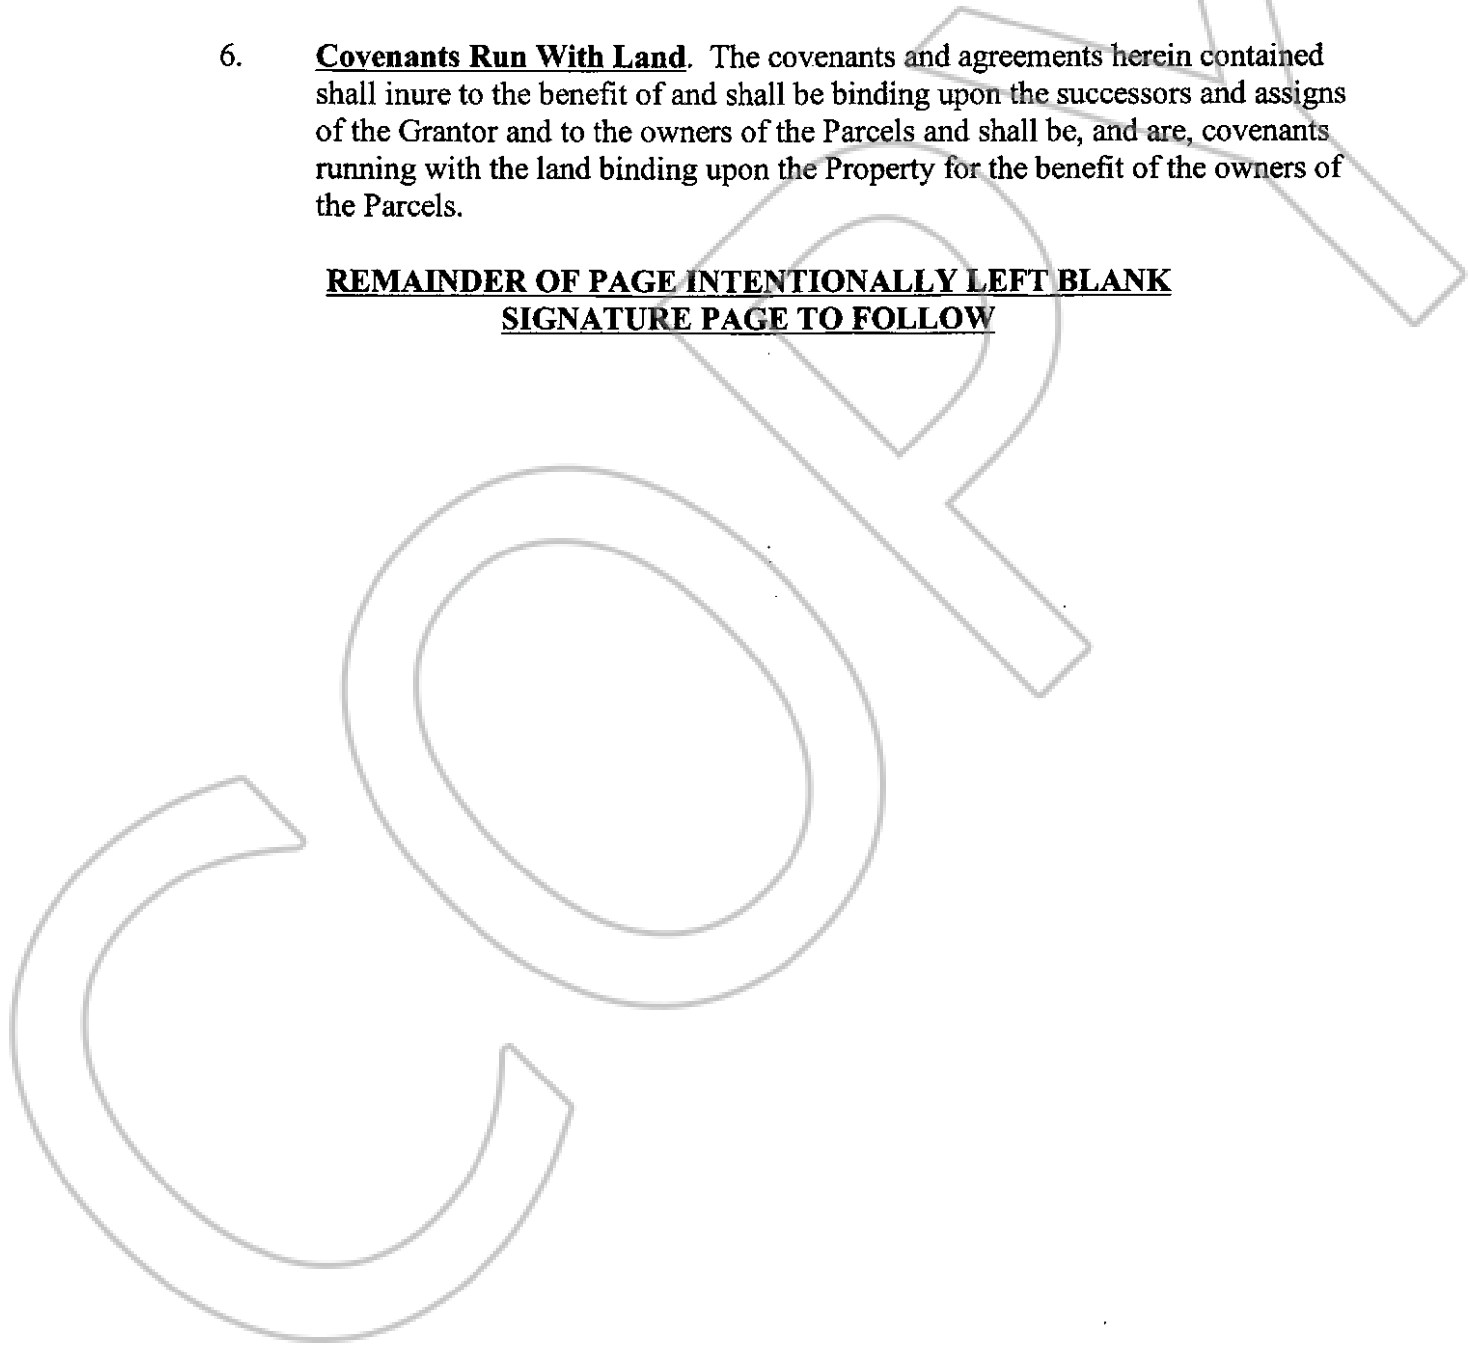 6. Covenants Run With Land. The covenants and agreements herein contained
shall inure to the benefit of and shall be binding upon the successors and assigns
of the Grantor and to the owners of the Parcels and shall be, and are, covenants
running with the land binding upon the Property for the benefit of the owners of
the Parcels.
REMAINDER OF PAGE INTENTIONALLY LEFT BLANK
SIGNATURE PAGE TO FOLLOW
COPY